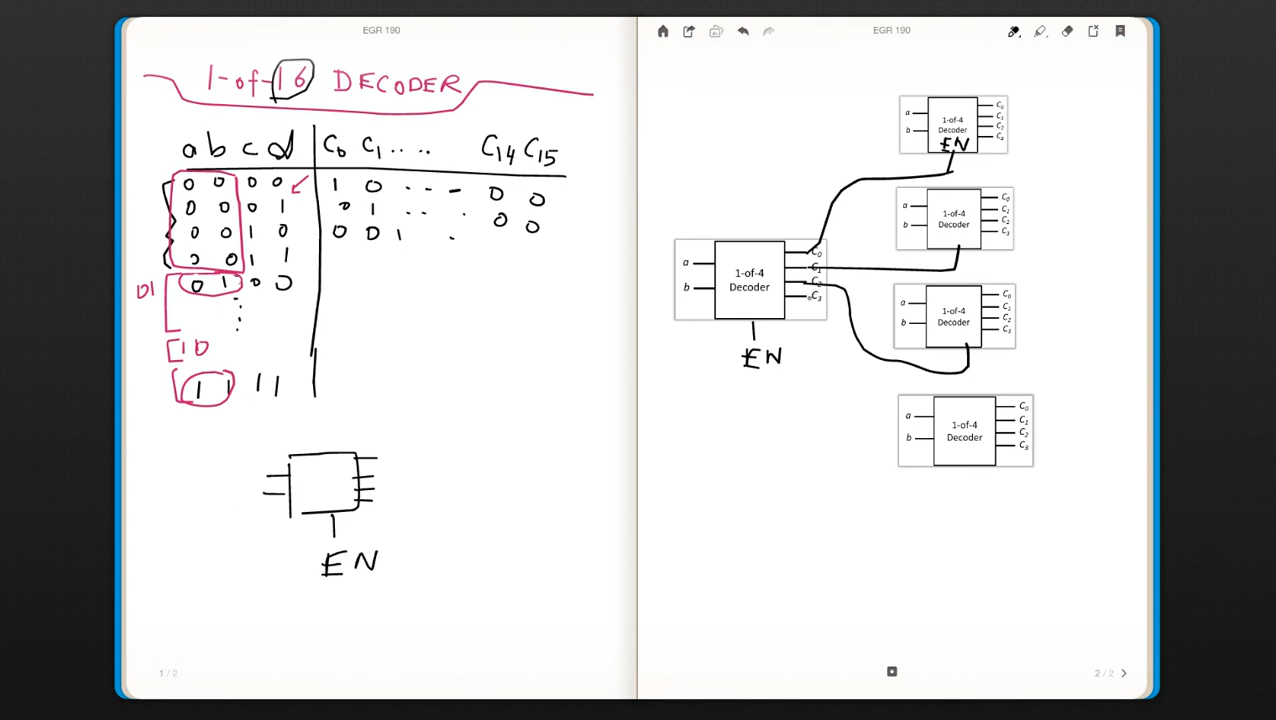 EGR 190
1-of-16 DECODER
a b c d C0 C1 .. .. C14 C15
0 0 0 0 1 0 .. - 0 0
0 0 0 1 0 1 .. . 0 0
0 0 1 0 0 0 1 .
0 0 1 1
01 0 1 0 0
10
1 1 1 1
EN
1 / 2
EGR 190
a
b
1-of-4
Decoder
EN
C0
C1
C2
C3
a
b
1-of-4
Decoder
C0
C1
C2
C3
a
b
1-of-4
Decoder
C0
C1
C2
C3
EN
a
b
1-of-4
Decoder
C0
C1
C2
C3
a
b
1-of-4
Decoder
C0
C1
C2
C3
2 / 2